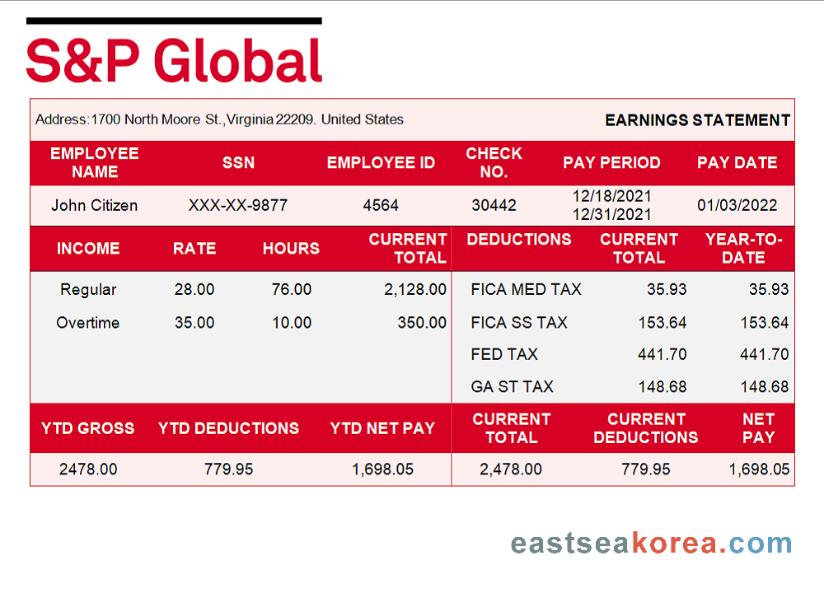 S&P Global
Address:1700 North Moore St.,Virginia 22209. United States EARNINGS STATEMENT
EMPLOYEE NAME SSN EMPLOYEE ID CHECK NO. PAY PERIOD PAY DATE
John Citizen XXX-XX-9877 4564 30442 12/18/2021 12/31/2021 01/03/2022
INCOME RATE HOURS CURRENT TOTAL DEDUCTIONS CURRENT TOTAL YEAR-TO-DATE
Regular 28.00 76.00 2,128.00 FICA MED TAX 35.93 35.93
Overtime 35.00 10.00 350.00 FICA SS TAX 153.64 153.64
FED TAX 441.70 441.70
GA ST TAX 148.68 148.68
YTD GROSS YTD DEDUCTIONS YTD NET PAY CURRENT TOTAL CURRENT DEDUCTIONS NET PAY
2478.00 779.95 1,698.05 2,478.00 779.95 1,698.05
eastseakorea.com